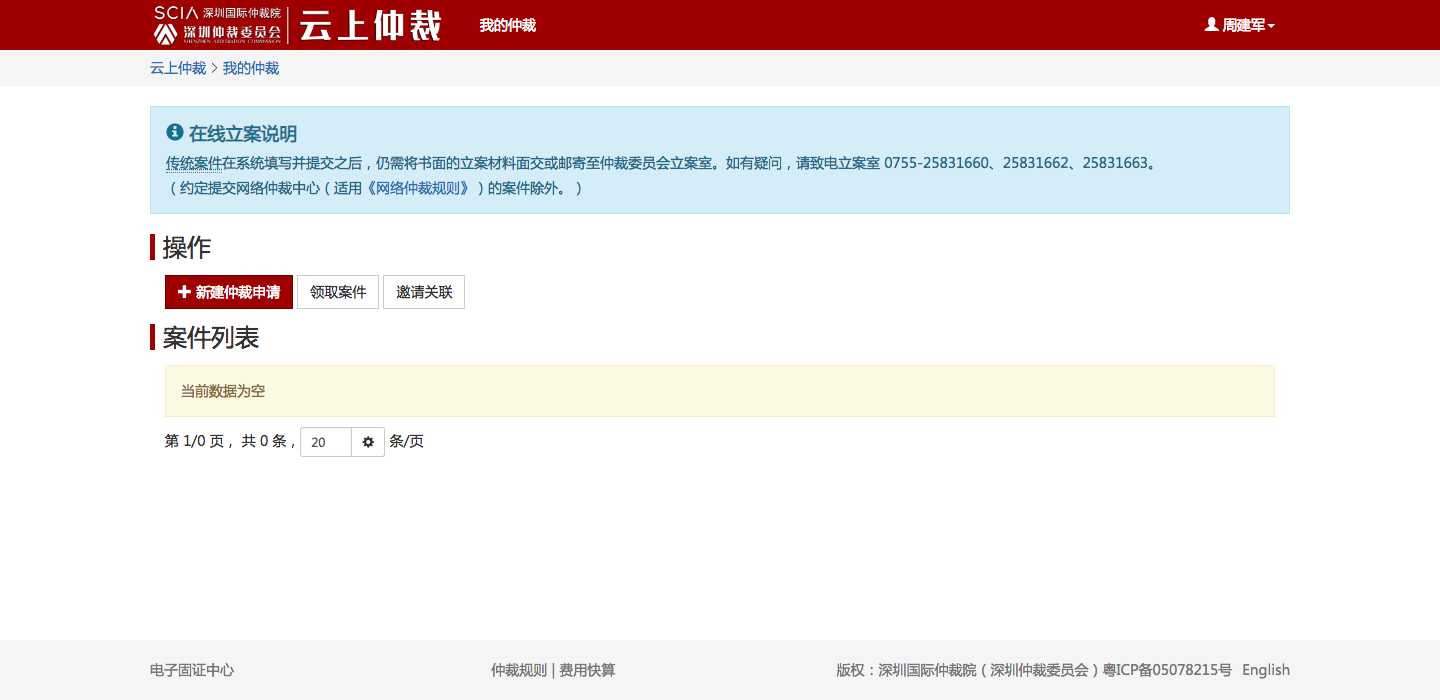 SCIA 深圳国际仲裁院
深圳仲裁委员会
SHENZHEN ARBITRATION COMMISSION
云上仲裁
我的仲裁
周建军
云上仲裁 > 我的仲裁
在线立案说明
传统案件在系统填写并提交之后，仍需将书面的立案材料面交或邮寄至仲裁委员会立案室。如有疑问，请致电立案室 0755-25831660、25831662、25831663。
（约定提交网络仲裁中心（适用《网络仲裁规则》）的案件除外。）
操作
新建仲裁申请 领取案件 邀请关联
案件列表
当前数据为空
第 1/0 页， 共 0 条， 20 条/页
电子固证中心 仲裁规则 | 费用快算 版权：深圳国际仲裁院（深圳仲裁委员会）粤ICP备05078215号 English